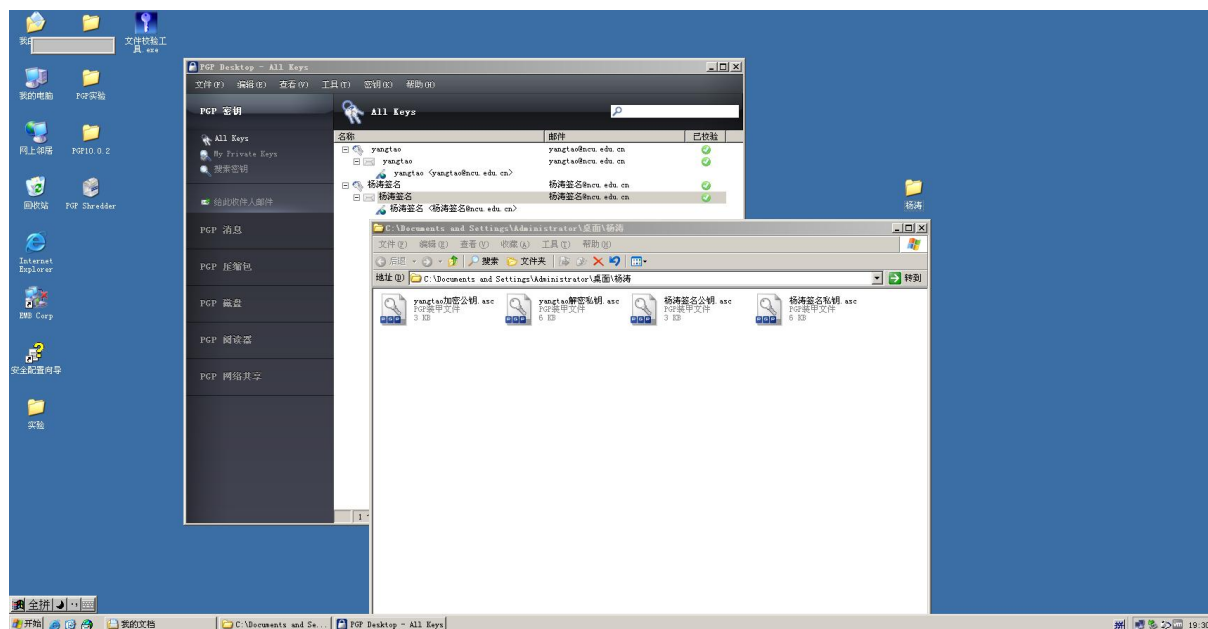 我的
文件校验工
具.exe
我的电脑
PGP实验
网上邻居
PGP10.0.2
回收站
PGP Shredder
Internet
Explorer
EWB Corp
安全配置向导
实验
杨涛
PGP Desktop - All Keys
文件(F) 编辑(E) 查看(V) 工具(T) 密钥(K) 帮助(H)
PGP 密钥
All Keys
My Private Keys
搜索密钥
给此收件人邮件
PGP 消息
PGP 压缩包
PGP 磁盘
PGP 阅读器
PGP 网络共享
All Keys
名称 邮件 已校验
yangtao yangtao@ncu.edu.cn
yangtao yangtao@ncu.edu.cn
yangtao <yangtao@ncu.edu.cn>
杨涛签名 杨涛签名@ncu.edu.cn
杨涛签名 杨涛签名@ncu.edu.cn
杨涛签名 <杨涛签名@ncu.edu.cn>
1
C:\Documents and Settings\Administrator\桌面\杨涛
文件(F) 编辑(E) 查看(V) 收藏(A) 工具(T) 帮助(H)
后退 搜索 文件夹
地址(D) C:\Documents and Settings\Administrator\桌面\杨涛 转到
yangtao加密公钥.asc
PGP装甲文件
3 KB
yangtao解密私钥.asc
PGP装甲文件
6 KB
杨涛签名公钥.asc
PGP装甲文件
3 KB
杨涛签名私钥.asc
PGP装甲文件
6 KB
全拼
开始 我的文档 C:\Documents and Se... PGP Desktop - All Keys 拼 19:30